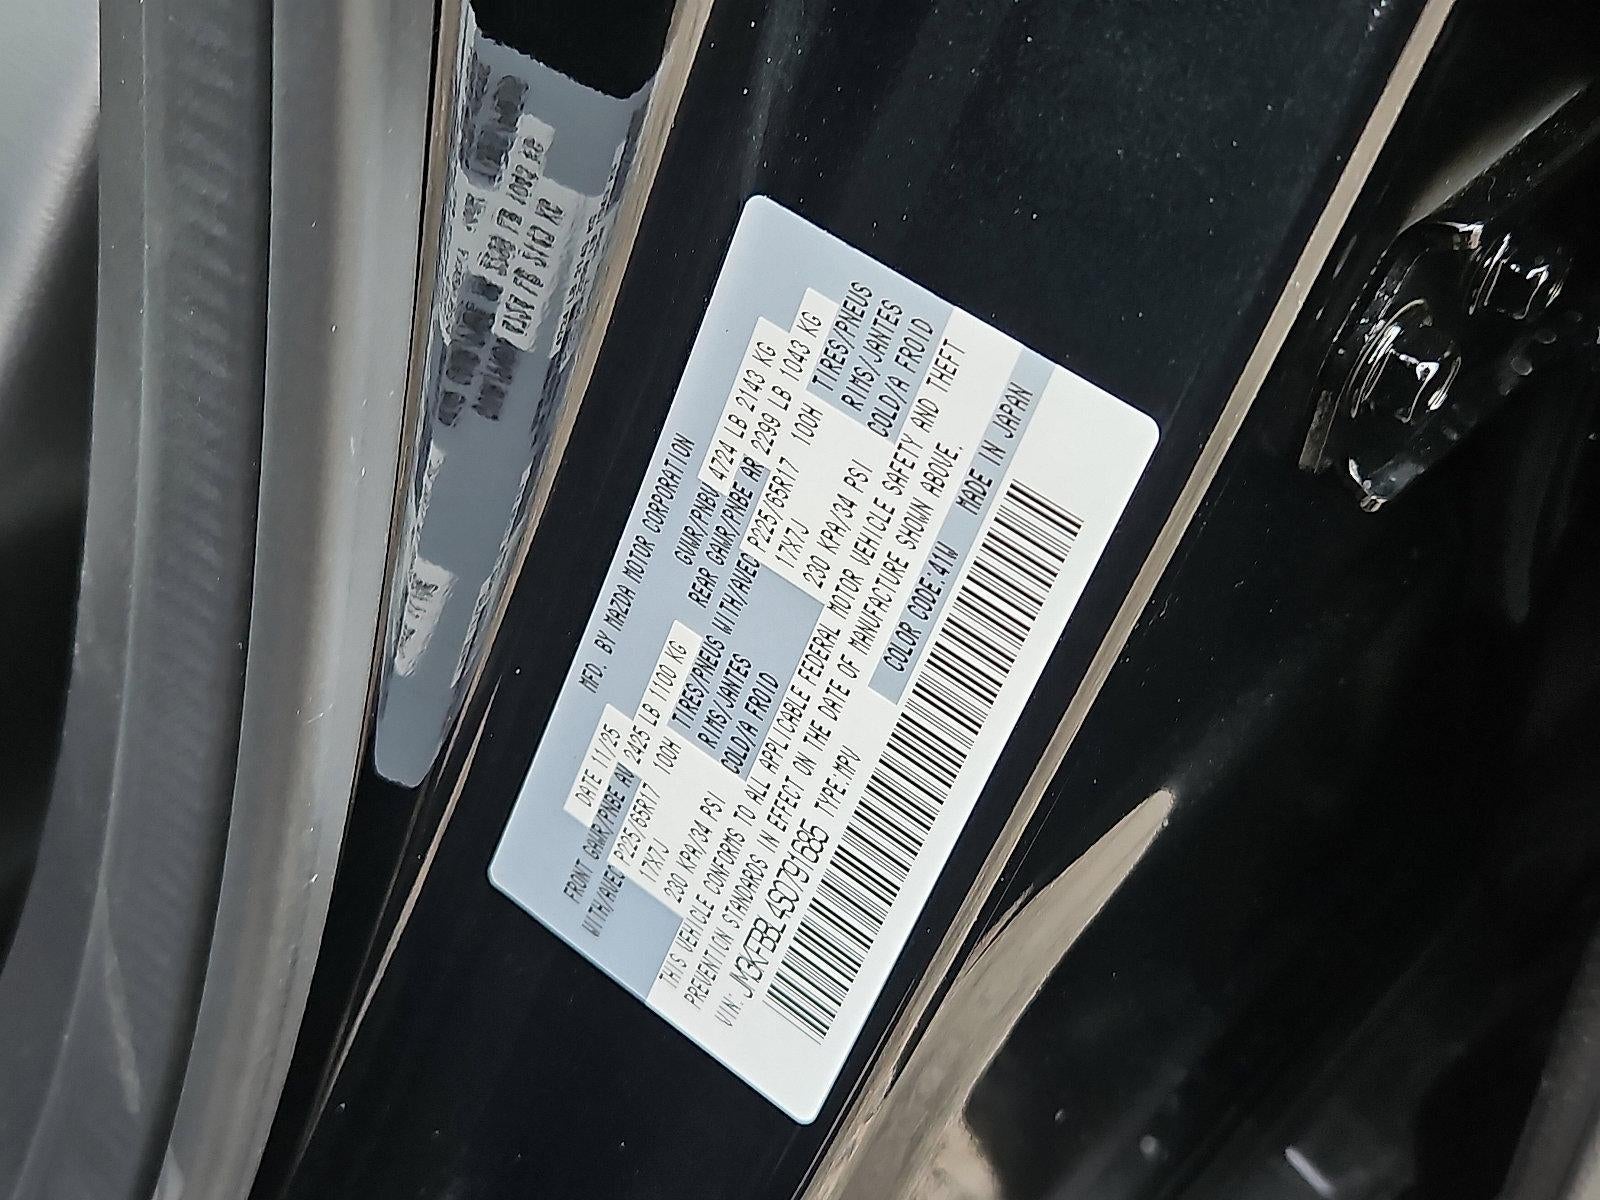 MFD. BY MAZDA MOTOR CORPORATION
DATE 11/25 GVWR/PNBV 4724 LB 2143 KG
FRONT GAWR/PNBE AV 2425 LB 1100 KG REAR GAWR/PNBE AR 2299 LB 1043 KG
WITH/AVEC P225/65R17 100H TIRES/PNEUS WITH/AVEC P225/65R17 100H TIRES/PNEUS
17X7J RIMS/JANTES 17X7J RIMS/JANTES
230 KPA/34 PSI COLD/A FROID 230 KPA/34 PSI COLD/A FROID
THIS VEHICLE CONFORMS TO ALL APPLICABLE FEDERAL MOTOR VEHICLE SAFETY AND THEFT
PREVENTION STANDARDS IN EFFECT ON THE DATE OF MANUFACTURE SHOWN ABOVE.
VIN: JM3KFBBL4S0791685 TYPE:MPV COLOR CODE:41W MADE IN JAPAN